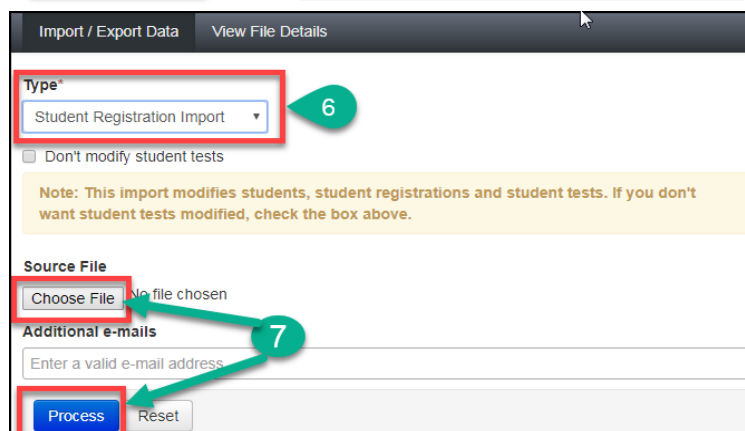 Import / Export Data View File Details
Type*
Student Registration Import
6
Don't modify student tests
Note: This import modifies students, student registrations and student tests. If you don't
want student tests modified, check the box above.
Source File
Choose File No file chosen
Additional e-mails
7
Enter a valid e-mail address
Process Reset